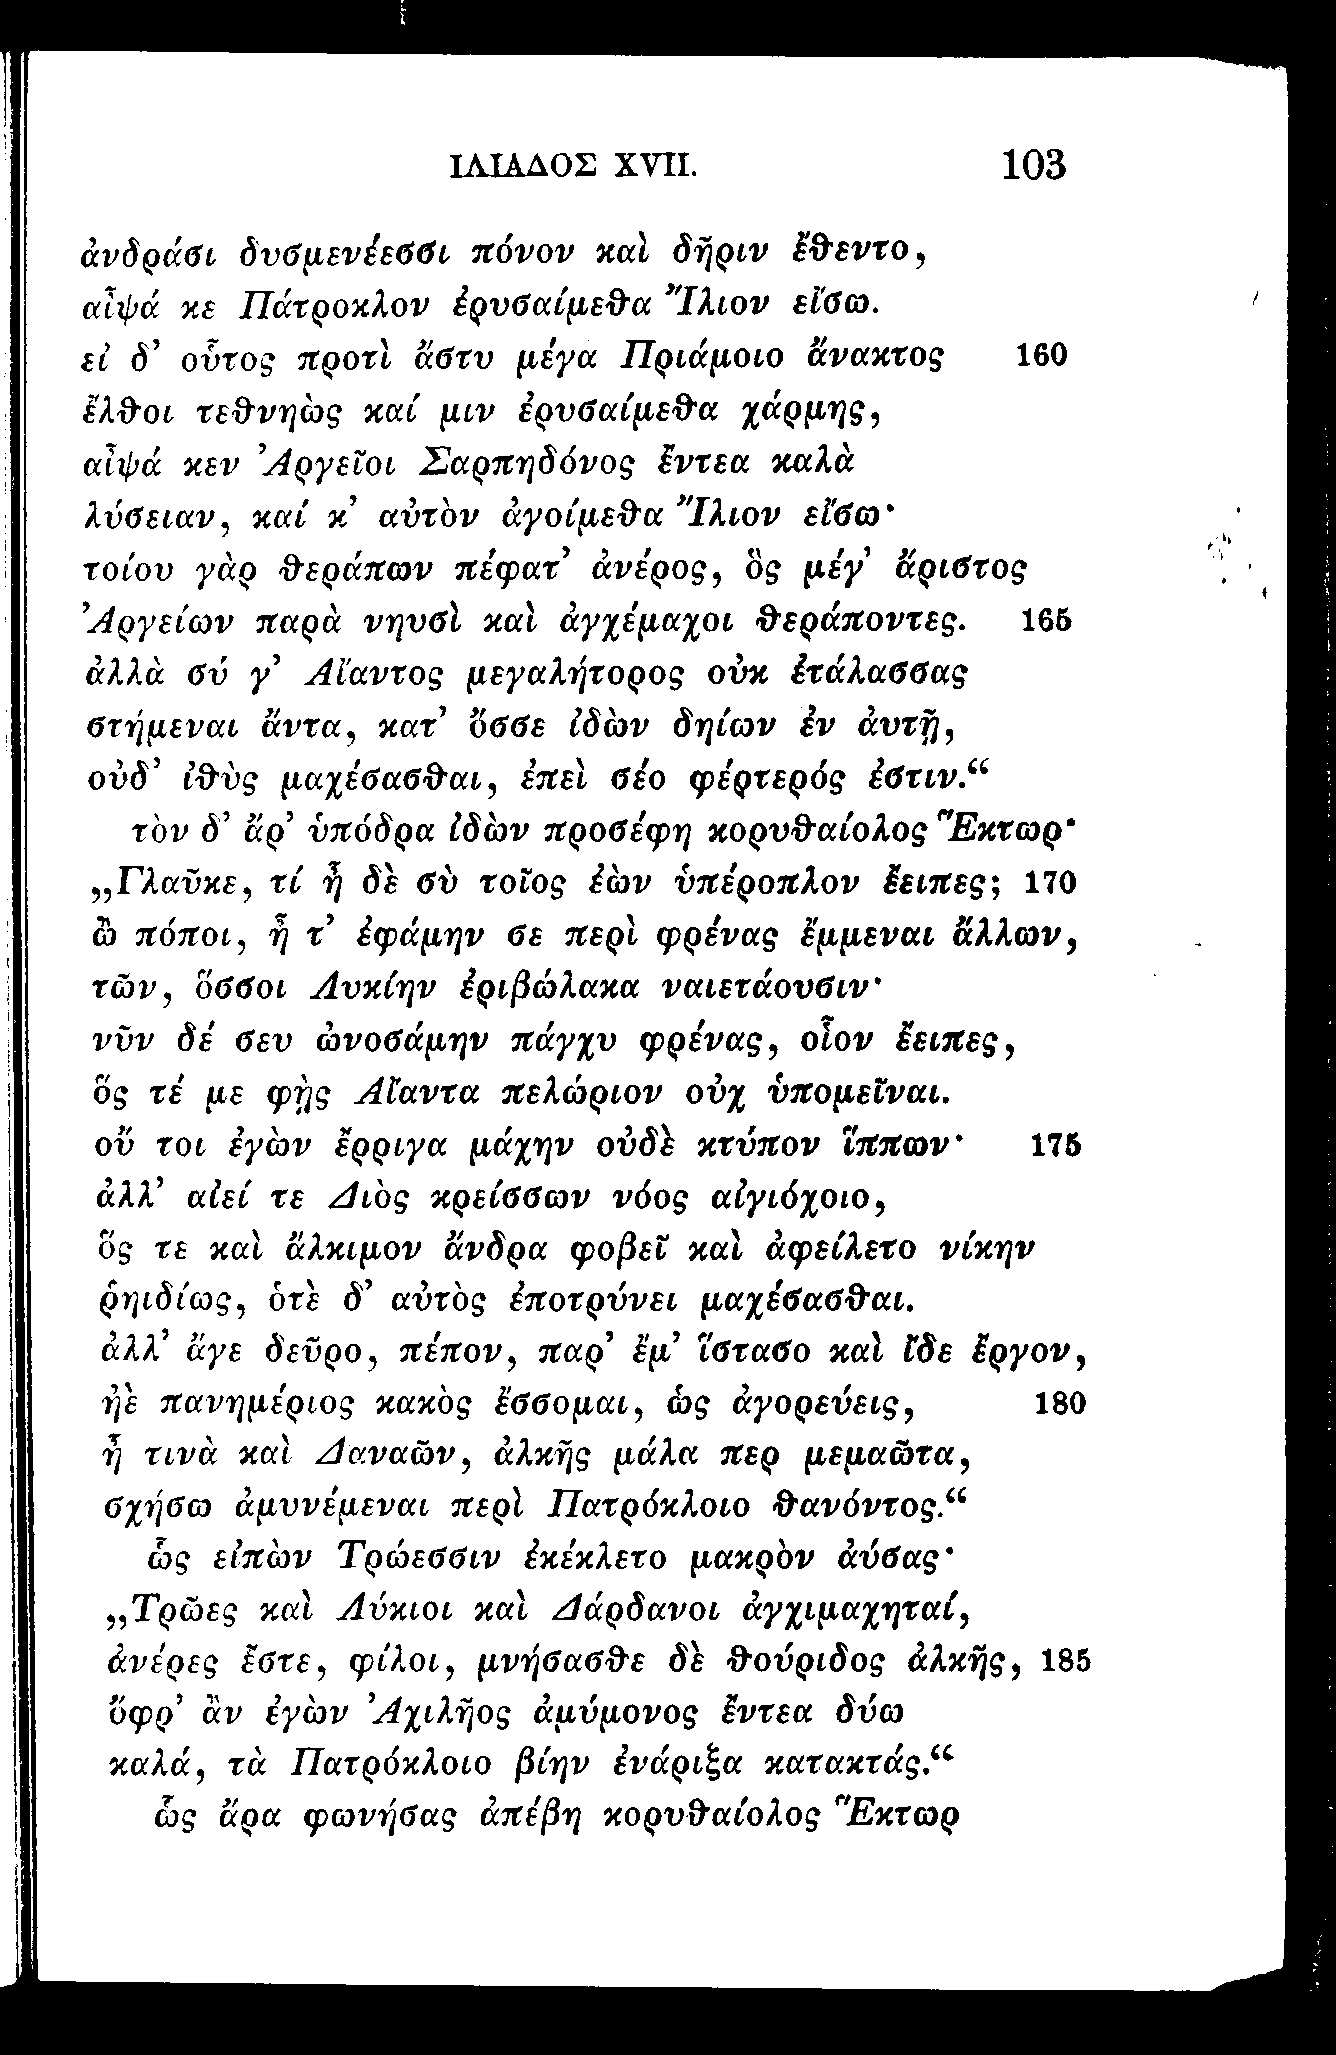 ΙΛΙΑΔΟΣ XVII. 103
ἀνδράσι δυσμενέεσσι πόνον καὶ δῆριν ἔθεντο,
αἶψά κε Πάτροκλον ἐρυσαίμεθα Ἴλιον εἴσω.
εἰ δ’ οὗτος προτὶ ἄστυ μέγα Πριάμοιο ἄνακτος 160
ἔλθοι τεθνηὼς καί μιν ἐρυσαίμεθα χάρμης,
αἶψά κεν Ἀργεῖοι Σαρπηδόνος ἔντεα καλὰ
λύσειαν, καί κ’ αὐτὸν ἀγοίμεθα Ἴλιον εἴσω·
τοίου γὰρ θεράπων πέφατ’ ἀνέρος, ὃς μέγ’ ἄριστος
Ἀργείων παρὰ νηυσὶ καὶ ἀγχέμαχοι θεράποντες. 165
ἀλλὰ σύ γ’ Αἴαντος μεγαλήτορος οὐκ ἐτάλασσας
στήμεναι ἄντα, κατ’ ὄσσε ἰδὼν δηίων ἐν ἀυτῇ,
οὐδ’ ἰθὺς μαχέσασθαι, ἐπεὶ σέο φέρτερός ἐστιν.“
τὸν δ’ ἄρ’ ὑπόδρα ἰδὼν προσέφη κορυθαίολος Ἕκτωρ·
„Γλαῦκε, τί ἦ δὲ σὺ τοῖος ἐὼν ὑπέροπλον ἔειπες; 170
ὢ πόποι, ἦ τ’ ἐφάμην σε περὶ φρένας ἔμμεναι ἄλλων,
τῶν, ὅσσοι Λυκίην ἐριβώλακα ναιετάουσιν·
νῦν δέ σευ ὠνοσάμην πάγχυ φρένας, οἷον ἔειπες,
ὅς τέ με φῂς Αἴαντα πελώριον οὐχ ὑπομεῖναι.
οὔ τοι ἐγὼν ἔρριγα μάχην οὐδὲ κτύπον ἵππων· 175
ἀλλ’ αἰεί τε Διὸς κρείσσων νόος αἰγιόχοιο,
ὅς τε καὶ ἄλκιμον ἄνδρα φοβεῖ καὶ ἀφείλετο νίκην
ῥηιδίως, ὁτὲ δ’ αὐτὸς ἐποτρύνει μαχέσασθαι.
ἀλλ’ ἄγε δεῦρο, πέπον, παρ’ ἔμ’ ἵστασο καὶ ἴδε ἔργον,
ἠὲ πανημέριος κακὸς ἔσσομαι, ὡς ἀγορεύεις, 180
ἦ τινὰ καὶ Δαναῶν, ἀλκῆς μάλα περ μεμαῶτα,
σχήσω ἀμυνέμεναι περὶ Πατρόκλοιο θανόντος.“
ὣς εἰπὼν Τρώεσσιν ἐκέκλετο μακρὸν ἀύσας·
„Τρῶες καὶ Λύκιοι καὶ Δάρδανοι ἀγχιμαχηταί,
ἀνέρες ἔστε, φίλοι, μνήσασθε δὲ θούριδος ἀλκῆς, 185
ὄφρ’ ἂν ἐγὼν Ἀχιλῆος ἀμύμονος ἔντεα δύω
καλά, τὰ Πατρόκλοιο βίην ἐνάριξα κατακτάς.“
ὣς ἄρα φωνήσας ἀπέβη κορυθαίολος Ἕκτωρ